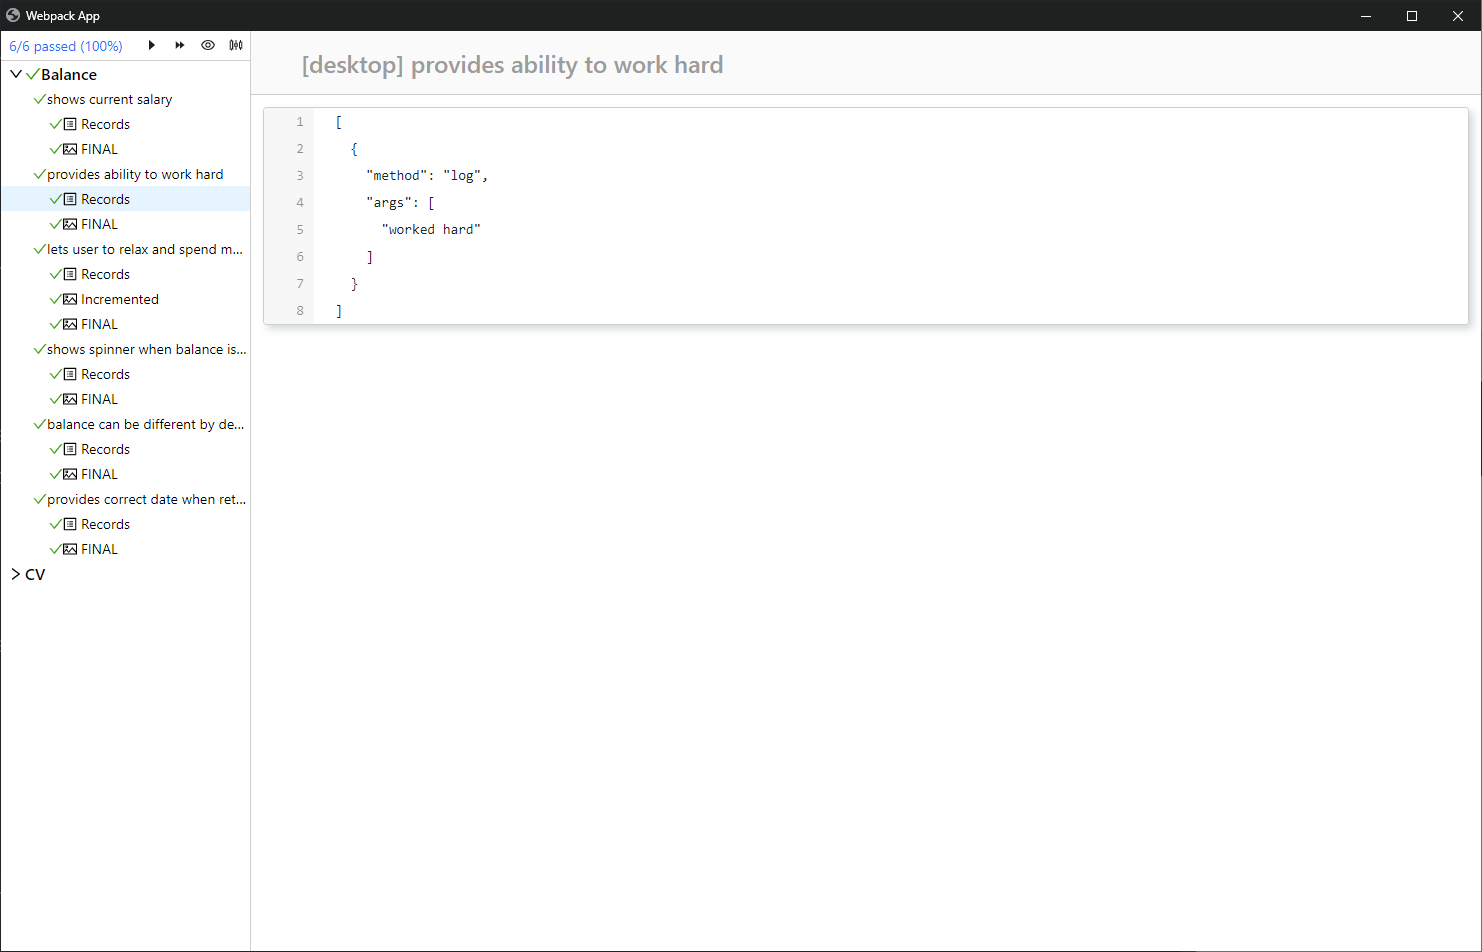 Webpack App
6/6 passed (100%)
Balance
shows current salary
Records
FINAL
provides ability to work hard
Records
FINAL
lets user to relax and spend m...
Records
Incremented
FINAL
shows spinner when balance is...
Records
FINAL
balance can be different by de...
Records
FINAL
provides correct date when ret...
Records
FINAL
CV
[desktop] provides ability to work hard
1 [
2 {
3 "method": "log",
4 "args": [
5 "worked hard"
6 ]
7 }
8 ]